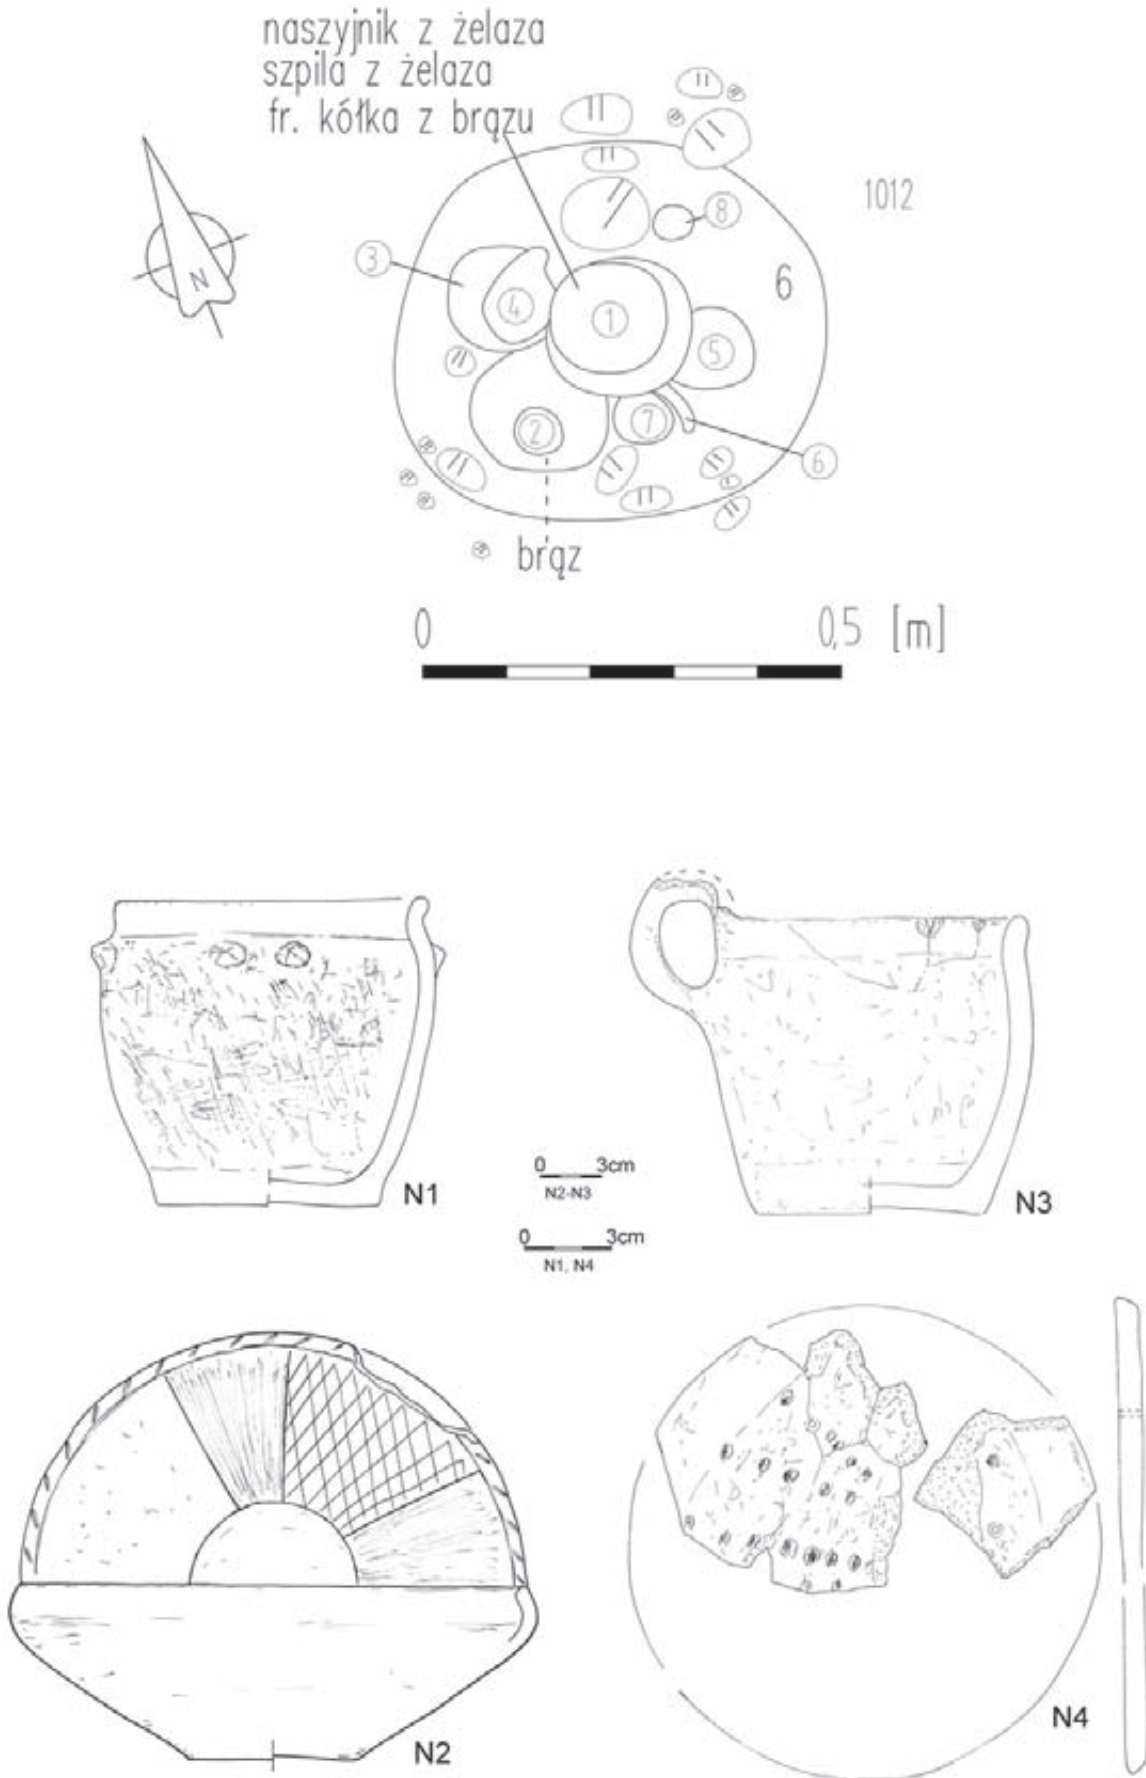 naszyjnik z żelaza
szpila z żelaza
fr. kółka z brązu
1012
N
3
8
6
4
1
5
2
7
6
brąz
0 0,5 [m]
N1
0 3cm
N2-N3
N3
0 3cm
N1, N4
N2
N4